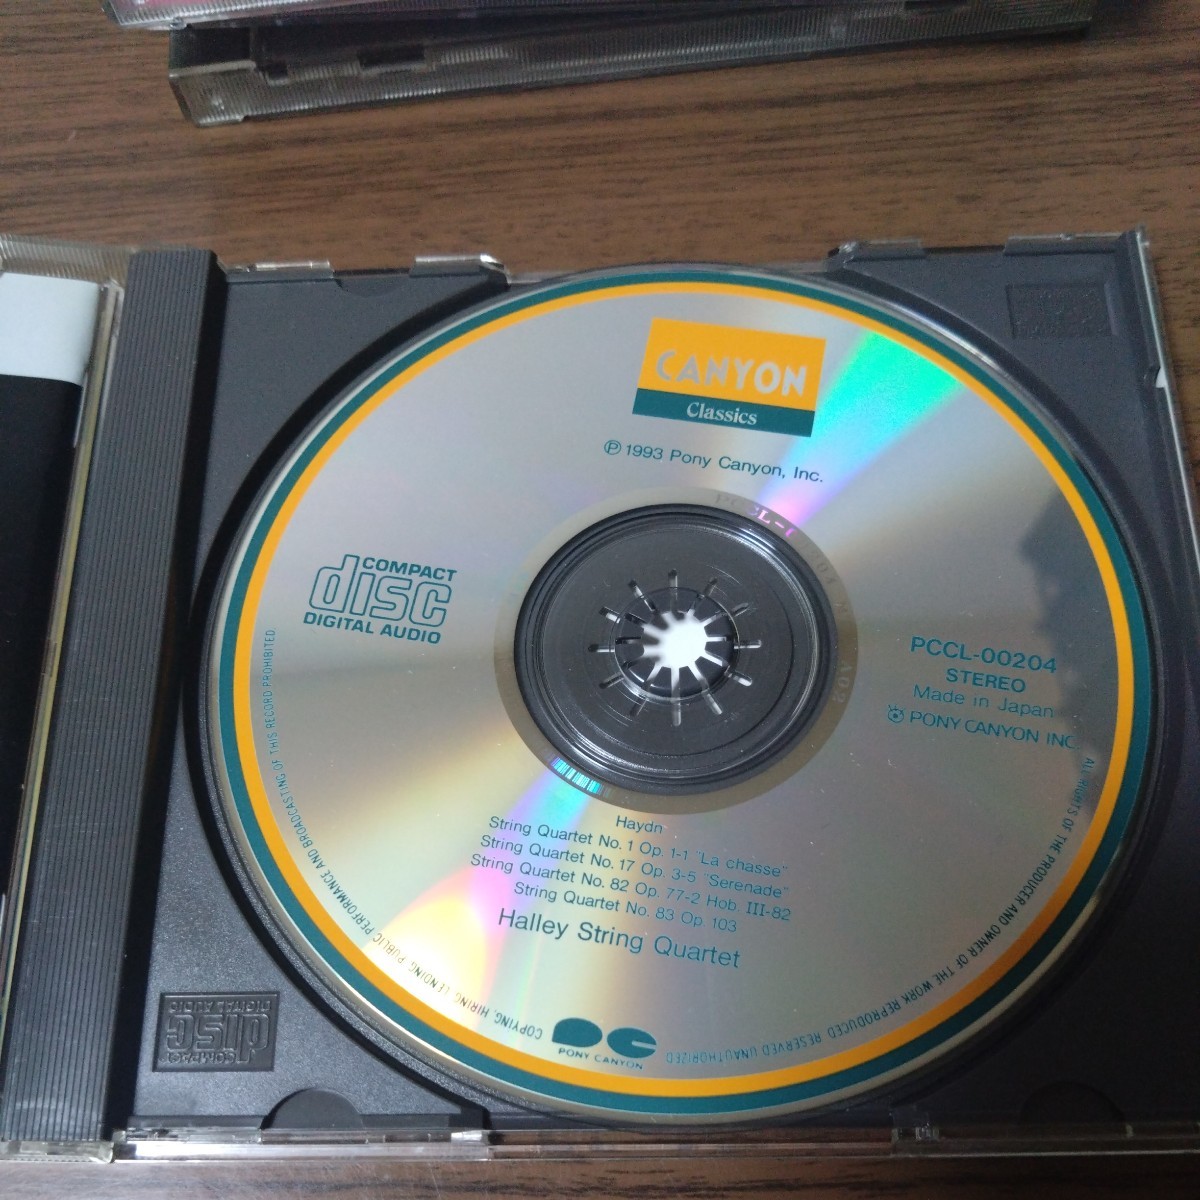 CANYON
Classics
Ⓟ 1993 Pony Canyon, Inc.
COMPACT
disc
DIGITAL AUDIO
PCCL-00204
STEREO
Made in Japan
PONY CANYON INC.
Haydn
String Quartet No. 1 Op. 1-1 "La chasse"
String Quartet No. 17 Op. 3-5 "Serenade"
String Quartet No. 82 Op. 77-2 Hob. III-82
String Quartet No. 83 Op. 103
Halley String Quartet
PONY CANYON
ALL RIGHTS OF THE PRODUCER AND OWNER OF THE WORK REPRODUCED RESERVED UNAUTHORIZED COPYING, HIRING, LENDING, PUBLIC PERFORMANCE AND BROADCASTING OF THIS RECORD PROHIBITED
COMPACT
disc
DIGITAL AUDIO